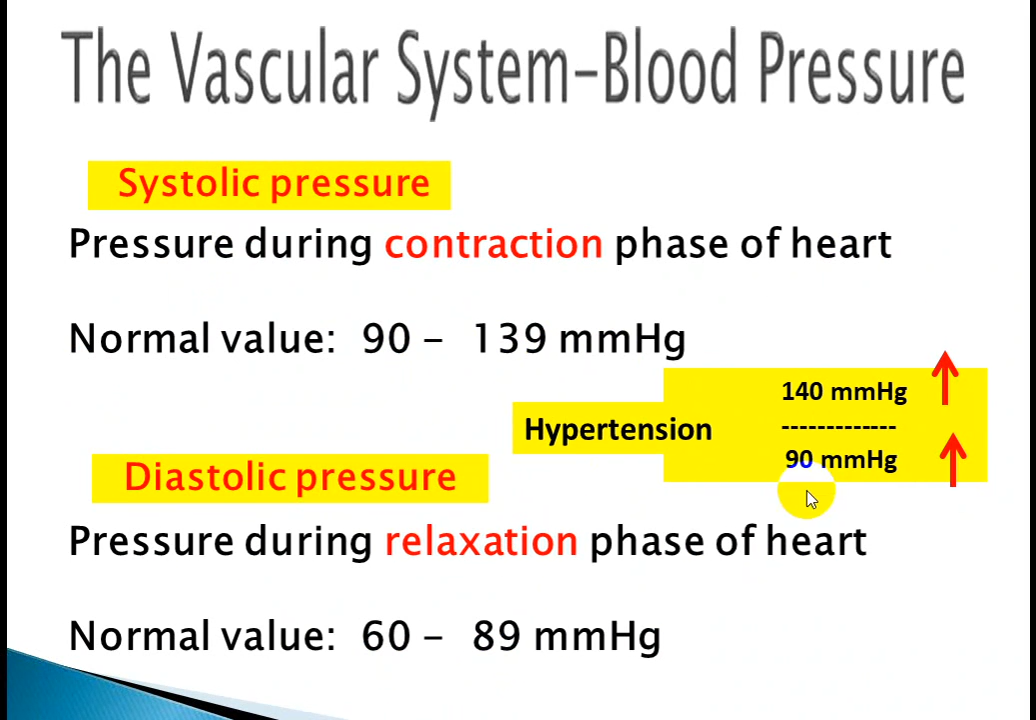 The Vascular System–Blood Pressure
Systolic pressure
Pressure during contraction phase of heart
Normal value: 90 – 139 mmHg
140 mmHg
Hypertension -------------
90 mmHg
Diastolic pressure
Pressure during relaxation phase of heart
Normal value: 60 – 89 mmHg